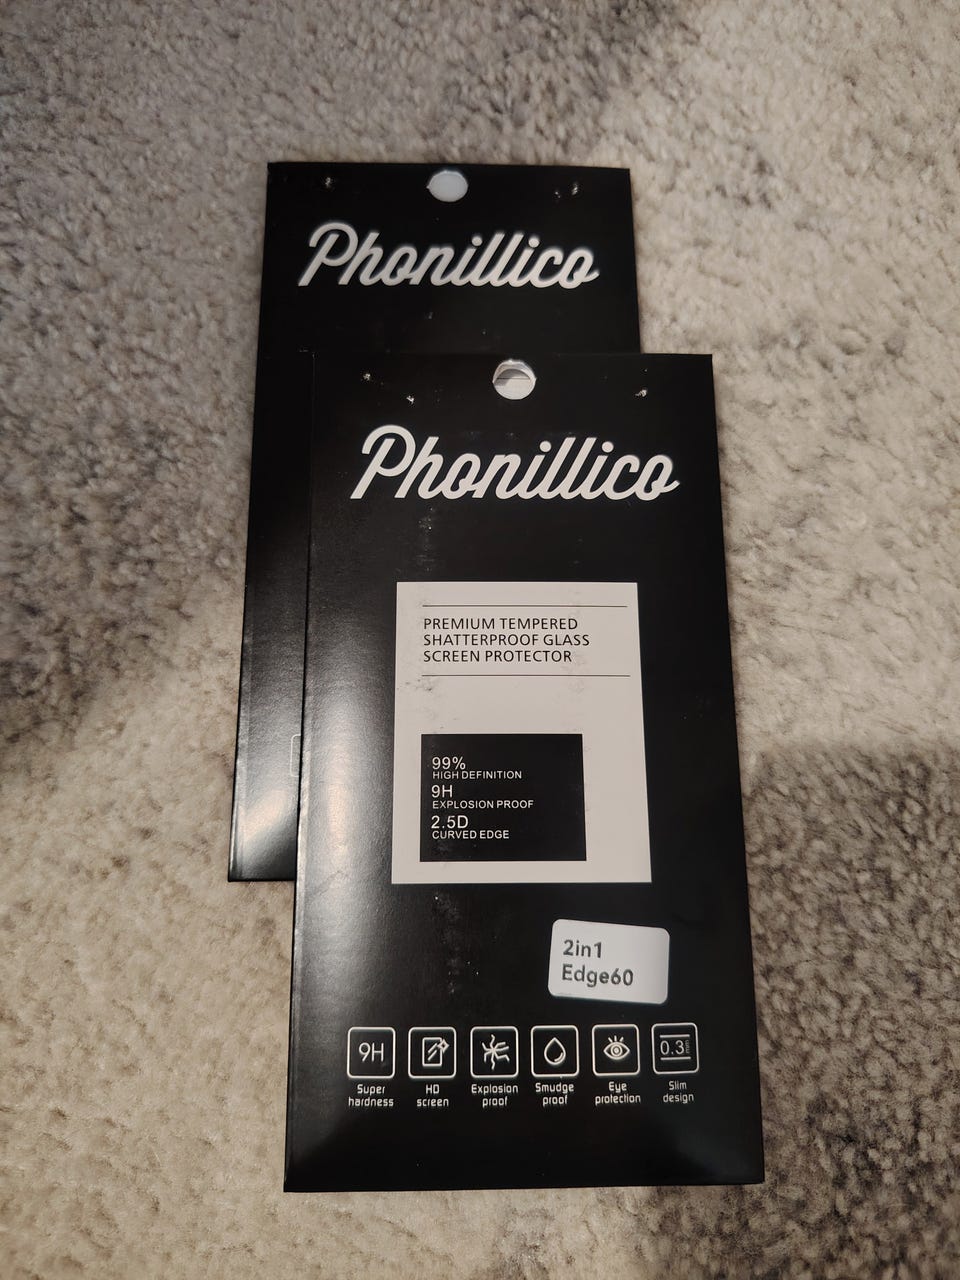 Phonillico
Phonillico
PREMIUM TEMPERED
SHATTERPROOF GLASS
SCREEN PROTECTOR
99%
HIGH DEFINITION
9H
EXPLOSION PROOF
2.5D
CURVED EDGE
2in1
Edge60
9H
Super
hardness
HD
screen
Explosion
proof
Smudge
proof
Eye
protection
0.3mm
Slim
design